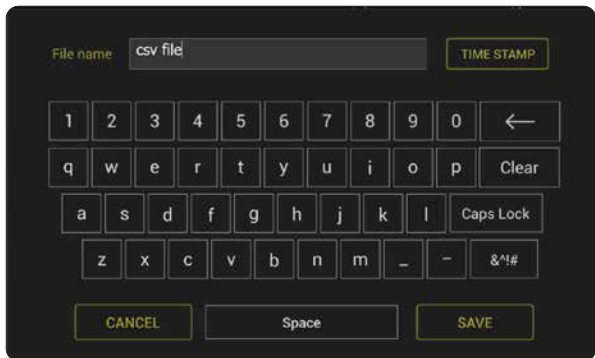 File name csv file TIME STAMP
1 2 3 4 5 6 7 8 9 0 ←
q w e r t y u i o p Clear
a s d f g h j k l Caps Lock
z x c v b n m _ - &^!#
CANCEL Space SAVE